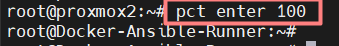 root@proxmox2:~# pct enter 100
root@Docker-Ansible-Runner:~#